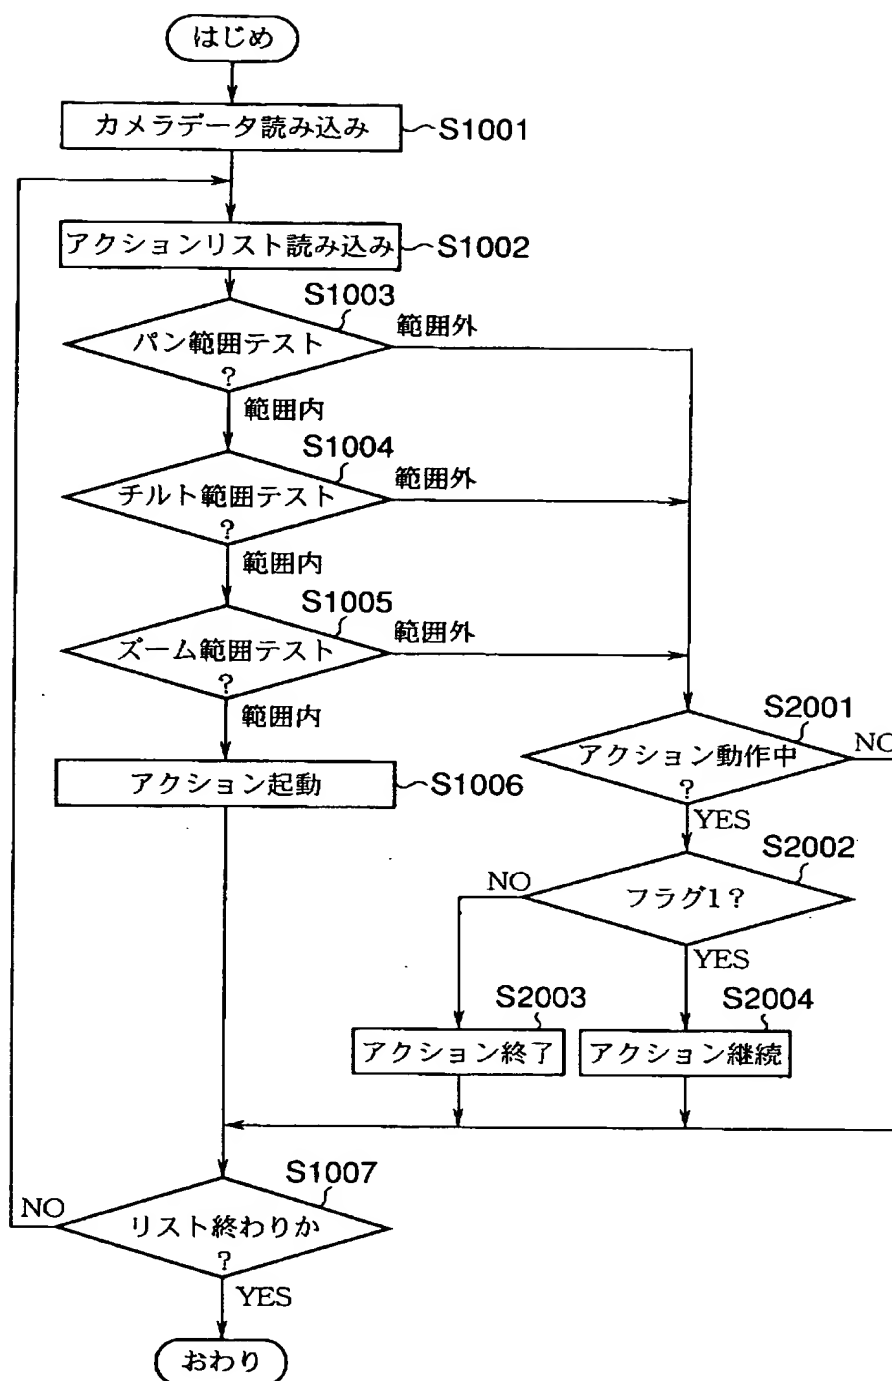 はじめ
カメラデータ読み込み
S1001
アクションリスト読み込み
S1002
S1003
パン範囲テスト
?
範囲外
範囲内
S1004
チルト範囲テスト
?
範囲外
範囲内
S1005
ズーム範囲テスト
?
範囲外
範囲内
アクション起動
S1006
S2001
アクション動作中
?
NO
YES
S2002
フラグ1?
NO
YES
S2003
アクション終了
S2004
アクション継続
S1007
リスト終わりか
?
NO
YES
おわり